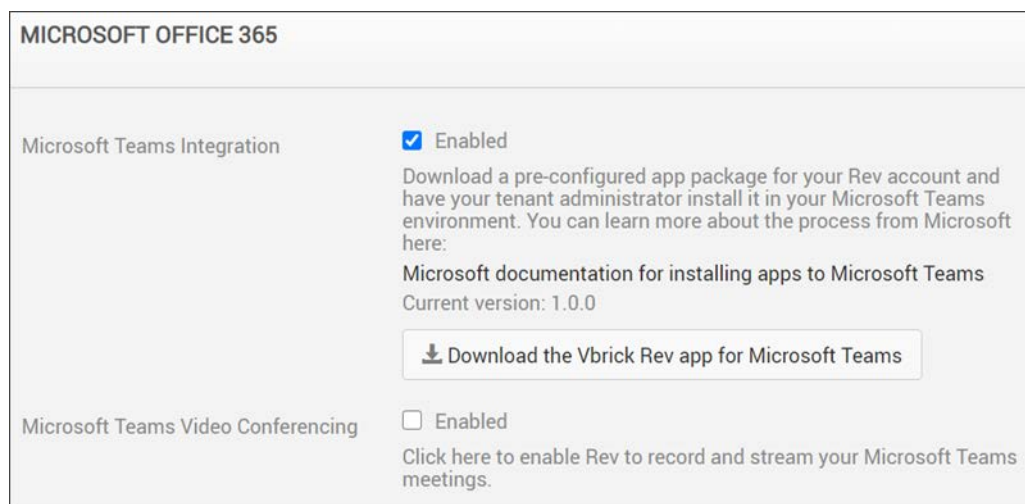 MICROSOFT OFFICE 365
Microsoft Teams Integration
Enabled
Download a pre-configured app package for your Rev account and
have your tenant administrator install it in your Microsoft Teams
environment. You can learn more about the process from Microsoft
here:
Microsoft documentation for installing apps to Microsoft Teams
Current version: 1.0.0
Download the Vbrick Rev app for Microsoft Teams
Microsoft Teams Video Conferencing
Enabled
Click here to enable Rev to record and stream your Microsoft Teams
meetings.